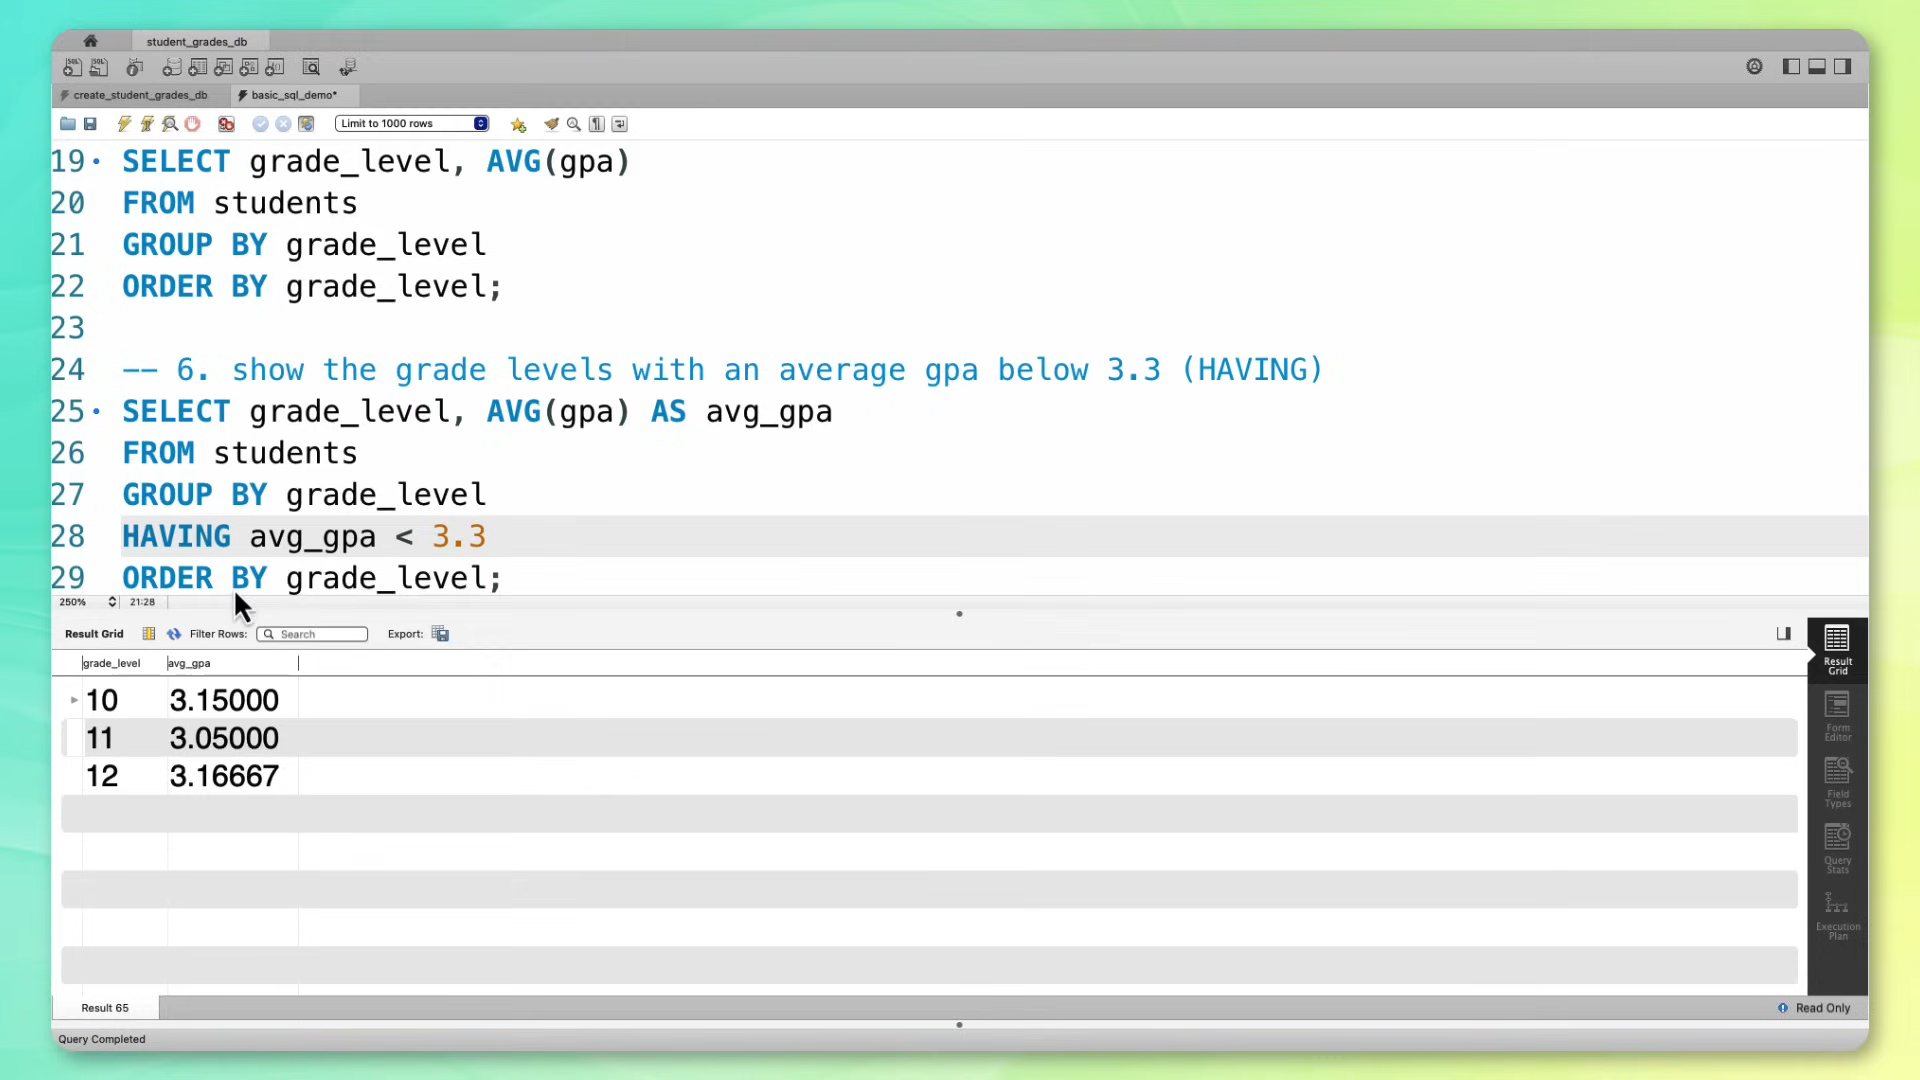 student_grades_db
create_student_grades_db
basic_sql_demo*
Limit to 1000 rows
19 SELECT grade_level, AVG(gpa)
20 FROM students
21 GROUP BY grade_level
22 ORDER BY grade_level;
23
24 -- 6. show the grade levels with an average gpa below 3.3 (HAVING)
25 SELECT grade_level, AVG(gpa) AS avg_gpa
26 FROM students
27 GROUP BY grade_level
28 HAVING avg_gpa < 3.3
29 ORDER BY grade_level;
250% 21:28
Result Grid Filter Rows: Search Export:
grade_level avg_gpa
10 3.15000
11 3.05000
12 3.16667
Result
Grid
Form
Editor
Field
Types
Query
Stats
Execution
Plan
Result 65
Read Only
Query Completed